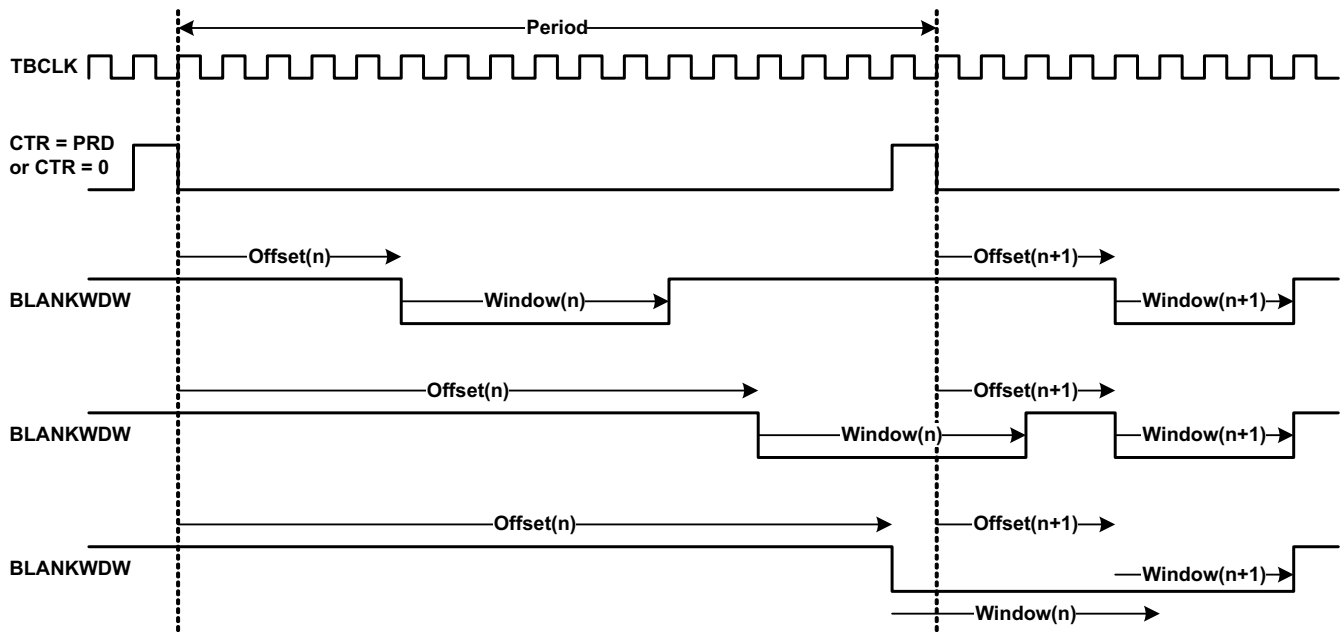 Period
TBCLK
CTR = PRD
or CTR = 0
Offset(n)
Offset(n+1)
BLANKWDW
Window(n)
Window(n+1)
Offset(n)
Offset(n+1)
BLANKWDW
Window(n)
Window(n+1)
Offset(n)
Offset(n+1)
BLANKWDW
Window(n+1)
Window(n)